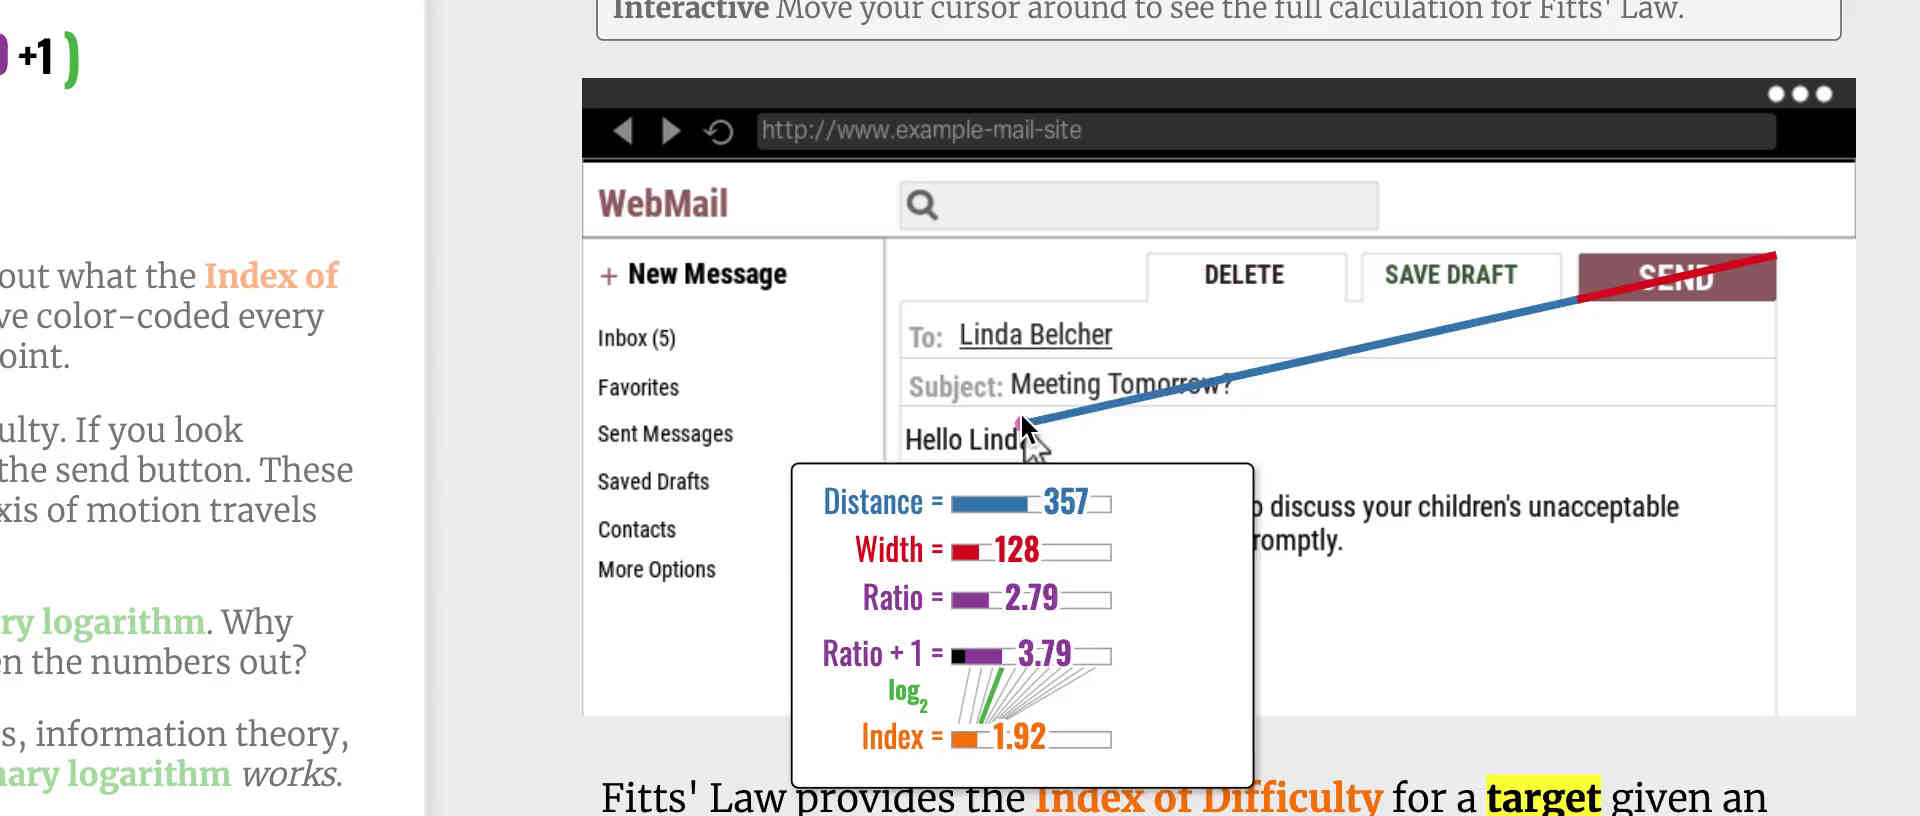 Interactive Move your cursor around to see the full calculation for Fitts' Law.
+1 )
out what the Index of
ve color-coded every
oint.
ulty. If you look
the send button. These
xis of motion travels
ry logarithm. Why
en the numbers out?
s, information theory,
nary logarithm works.
http://www.example-mail-site
WebMail
+ New Message
Inbox (5)
Favorites
Sent Messages
Saved Drafts
Contacts
More Options
DELETE
SAVE DRAFT
SEND
To: Linda Belcher
Subject: Meeting Tomorrow?
Hello Linda
o discuss your children's unacceptable
romptly.
Distance = 357
Width = 128
Ratio = 2.79
Ratio + 1 = 3.79
log2
Index = 1.92
Fitts' Law provides the Index of Difficulty for a target given an